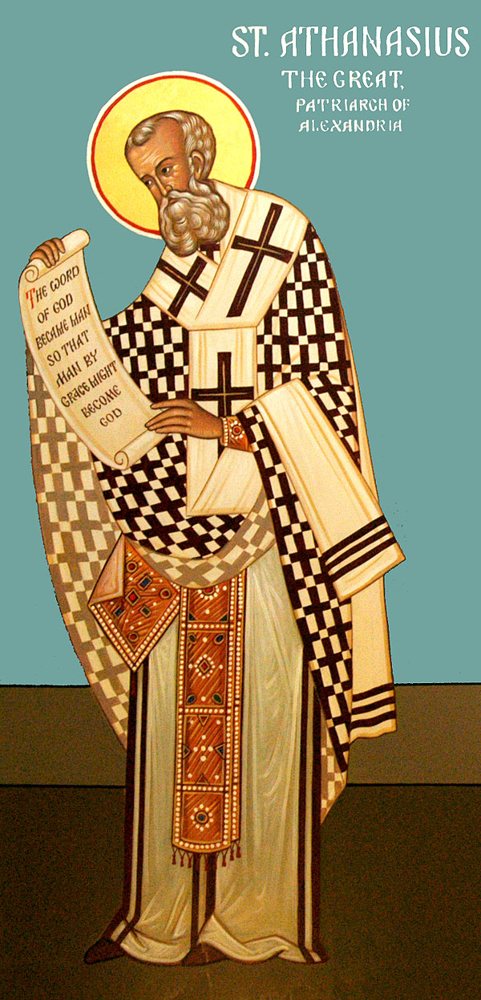 ST. ATHANASIUS
THE GREAT,
PATRIARCH OF
ALEXANDRIA
THE WORD
OF GOD
BECAME MAN
SO THAT
MAN BY
GRACE MIGHT
BECOME
GOD